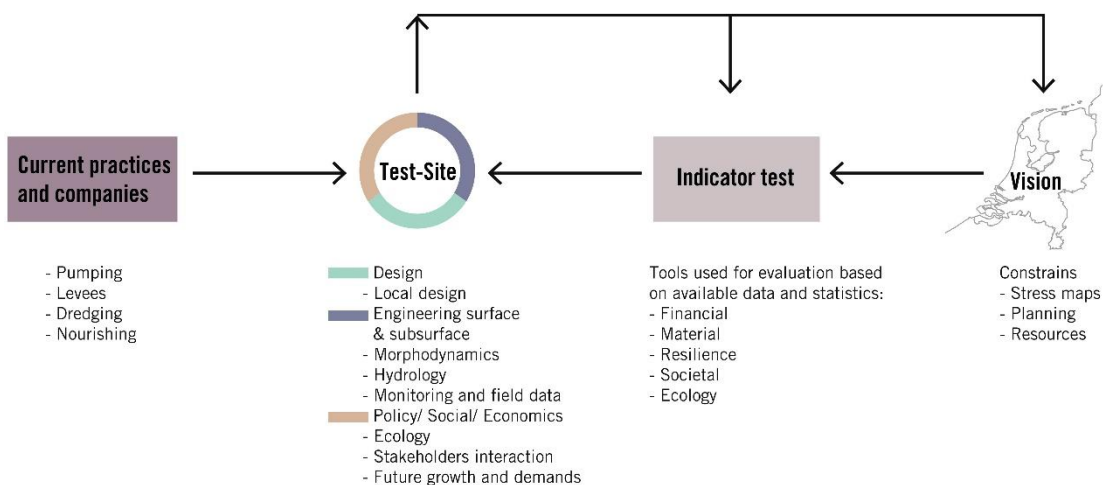 Current practices
and companies
Test-Site
Indicator test
Vision
- Pumping
- Levees
- Dredging
- Nourishing
Design
- Local design
Engineering surface
& subsurface
- Morphodynamics
- Hydrology
- Monitoring and field data
Policy/ Social/ Economics
- Ecology
- Stakeholders interaction
- Future growth and demands
Tools used for evaluation based
on available data and statistics:
- Financial
- Material
- Resilience
- Societal
- Ecology
Constrains
- Stress maps
- Planning
- Resources